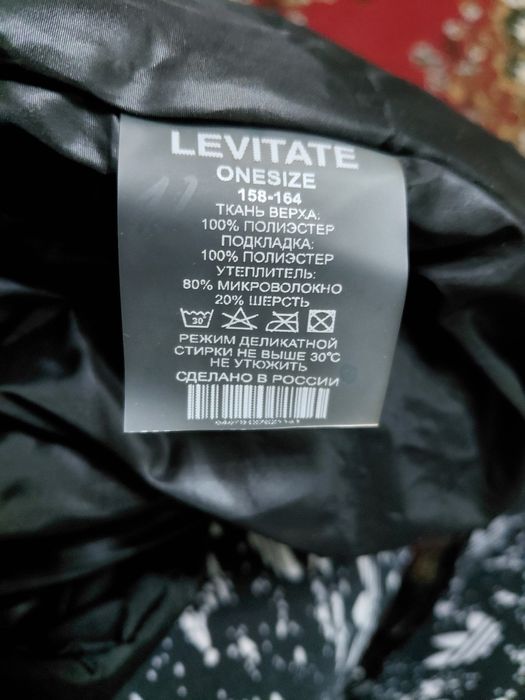 LEVITATE
ONESIZE
158-164
ТКАНЬ ВЕРХА:
100% ПОЛИЭСТЕР
ПОДКЛАДКА:
100% ПОЛИЭСТЕР
УТЕПЛИТЕЛЬ:
80% МИКРОВОЛОКНО
20% ШЕРСТЬ
30
РЕЖИМ ДЕЛИКАТНОЙ
СТИРКИ НЕ ВЫШЕ 30°C
НЕ УТЮЖИТЬ
СДЕЛАНО В РОССИИ